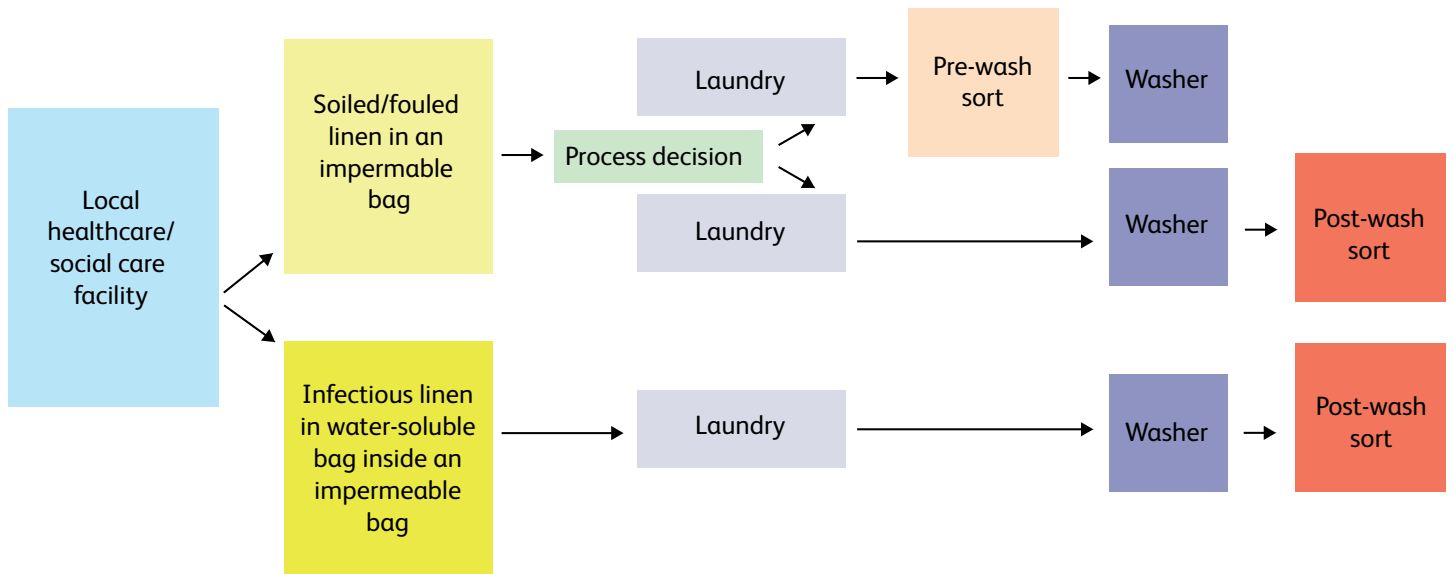 Local
healthcare/
social care
facility
Soiled/fouled
linen in an
impermable
bag
Process decision
Laundry
Pre-wash
sort
Washer
Laundry
Washer
Post-wash
sort
Infectious linen
in water-soluble
bag inside an
impermeable
bag
Laundry
Washer
Post-wash
sort